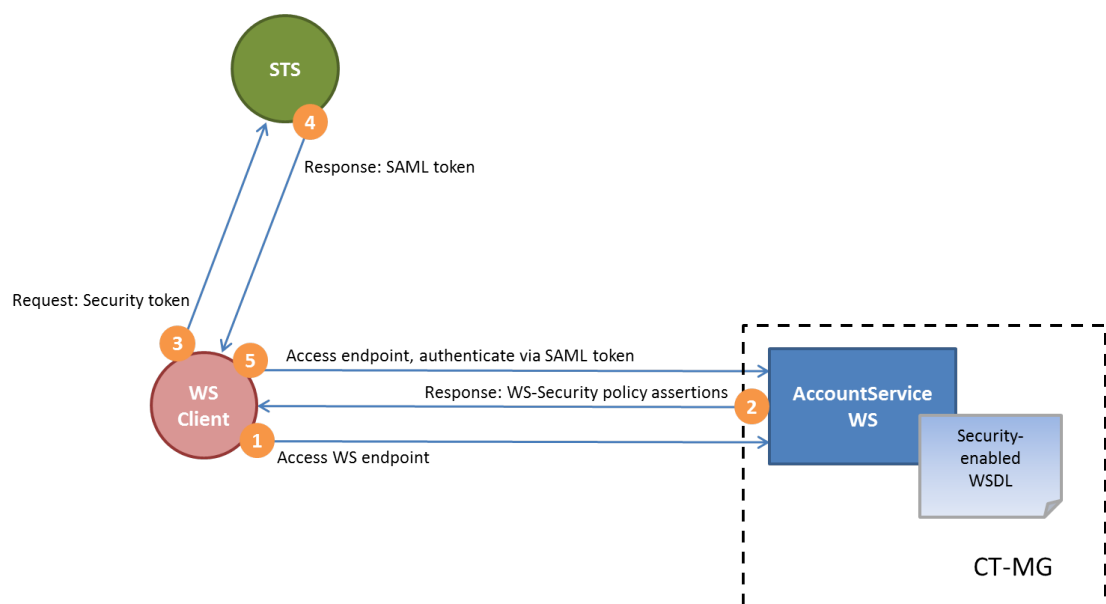 STS
4
Response: SAML token
Request: Security token
3
5
Access endpoint, authenticate via SAML token
WS
Client
Response: WS-Security policy assertions
2
AccountService
WS
1
Access WS endpoint
Security-
enabled
WSDL
CT-MG